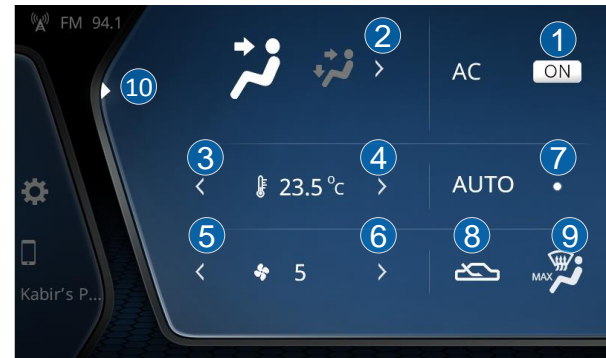 FM 94.1
2
1
AC ON
10
3 4 7
23.5 °C AUTO
5 6 8 9
5
MAX
Kabir's P...